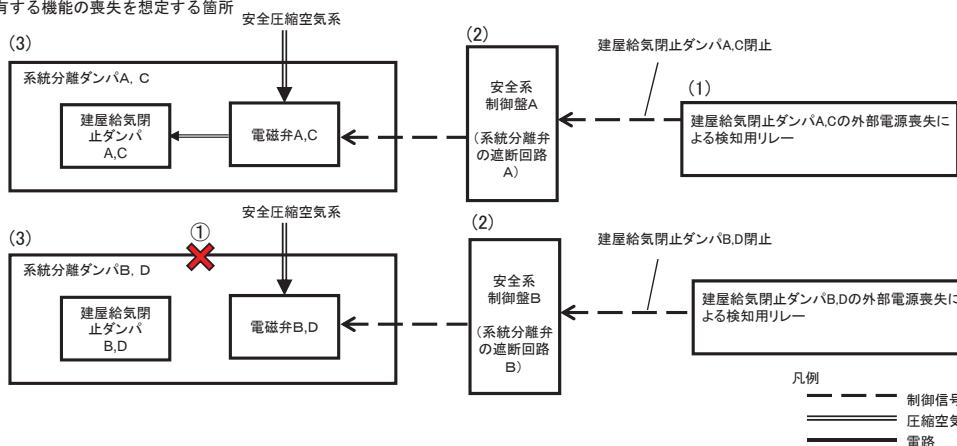 有する機能の喪失を想定する箇所
安全圧縮空気系
(3)
系統分離ダンパA, C
建屋給気閉
止ダンパ
A,C
電磁弁A,C
(2)
安全系
制御盤A
(系統分離弁
の遮断回路
A)
建屋給気閉止ダンパA,C閉止
(1)
建屋給気閉止ダンパA,Cの外部電源喪失に
よる検知用リレー
安全圧縮空気系
(3)
①
系統分離ダンパB, D
建屋給気閉
止ダンパ
B,D
電磁弁B,D
(2)
安全系
制御盤B
(系統分離弁
の遮断回路
B)
建屋給気閉止ダンパB,D閉止
建屋給気閉止ダンパB,Dの外部電源喪失に
よる検知用リレー
凡例
制御信号
圧縮空気
電路